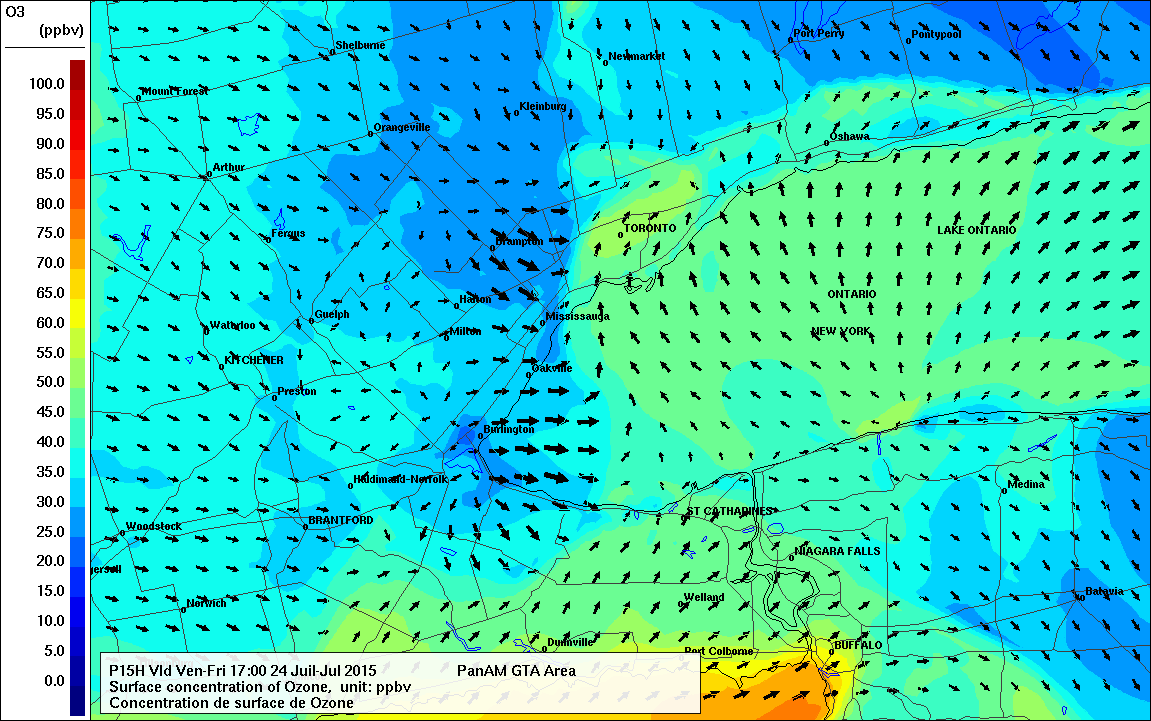 O3
(ppbv)
100.0
95.0
90.0
85.0
80.0
75.0
70.0
65.0
60.0
55.0
50.0
45.0
40.0
35.0
30.0
25.0
20.0
15.0
10.0
5.0
0.0
Port Perry
Pontypool
Shelburne
Newmarket
Mount Forest
Kleinburg
Orangeville
Oshawa
Arthur
TORONTO
LAKE ONTARIO
Fergus
Brampton
ONTARIO
Halton
Guelph
Mississauga
Waterloo
Milton
NEW YORK
KITCHENER
Oakville
Preston
Burlington
Haldimand-Norfolk
Medina
ST CATHARINES
Woodstock
BRANTFORD
NIAGARA FALLS
gersoll
Norwich
Welland
Batavia
Dunnville
Port Colborne
BUFFALO
P15H Vld Ven-Fri 17:00 24 Juil-Jul 2015 PanAM GTA Area
Surface concentration of Ozone, unit: ppbv
Concentration de surface de Ozone